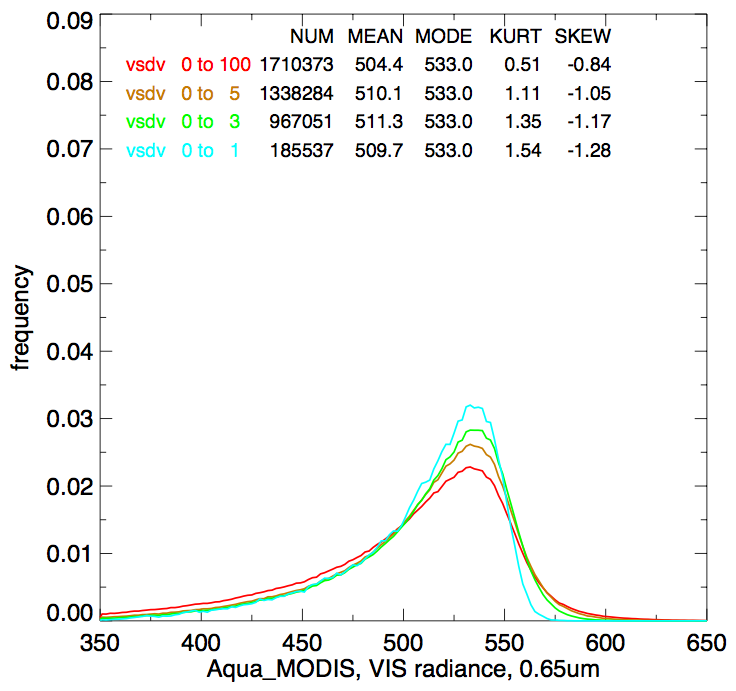 NUM MEAN MODE KURT SKEW
vsdv 0 to 100 1710373 504.4 533.0 0.51 -0.84
vsdv 0 to 5 1338284 510.1 533.0 1.11 -1.05
vsdv 0 to 3 967051 511.3 533.0 1.35 -1.17
vsdv 0 to 1 185537 509.7 533.0 1.54 -1.28
0.09
0.08
0.07
0.06
0.05
0.04
0.03
0.02
0.01
0.00
frequency
350 400 450 500 550 600 650
Aqua_MODIS, VIS radiance, 0.65um